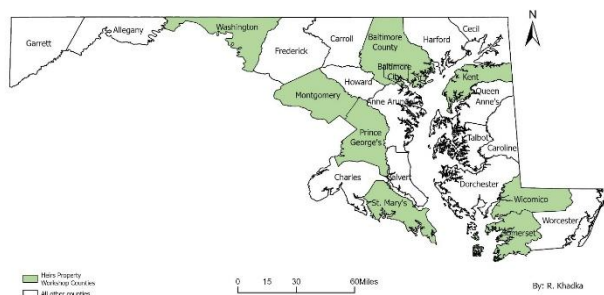 N
Garrett
Allegany
Washington
Frederick
Carroll
Baltimore
County
Harford
Cecil
Baltimore
City
Howard
Kent
Montgomery
Anne Arundel
Queen
Anne's
Prince
George's
Talbot
Caroline
Charles
Calvert
Dorchester
St. Mary's
Wicomico
Somerset
Worcester
Heirs Property
Workshop Counties
All other counties
0 15 30 60 Miles
By: R. Khadka